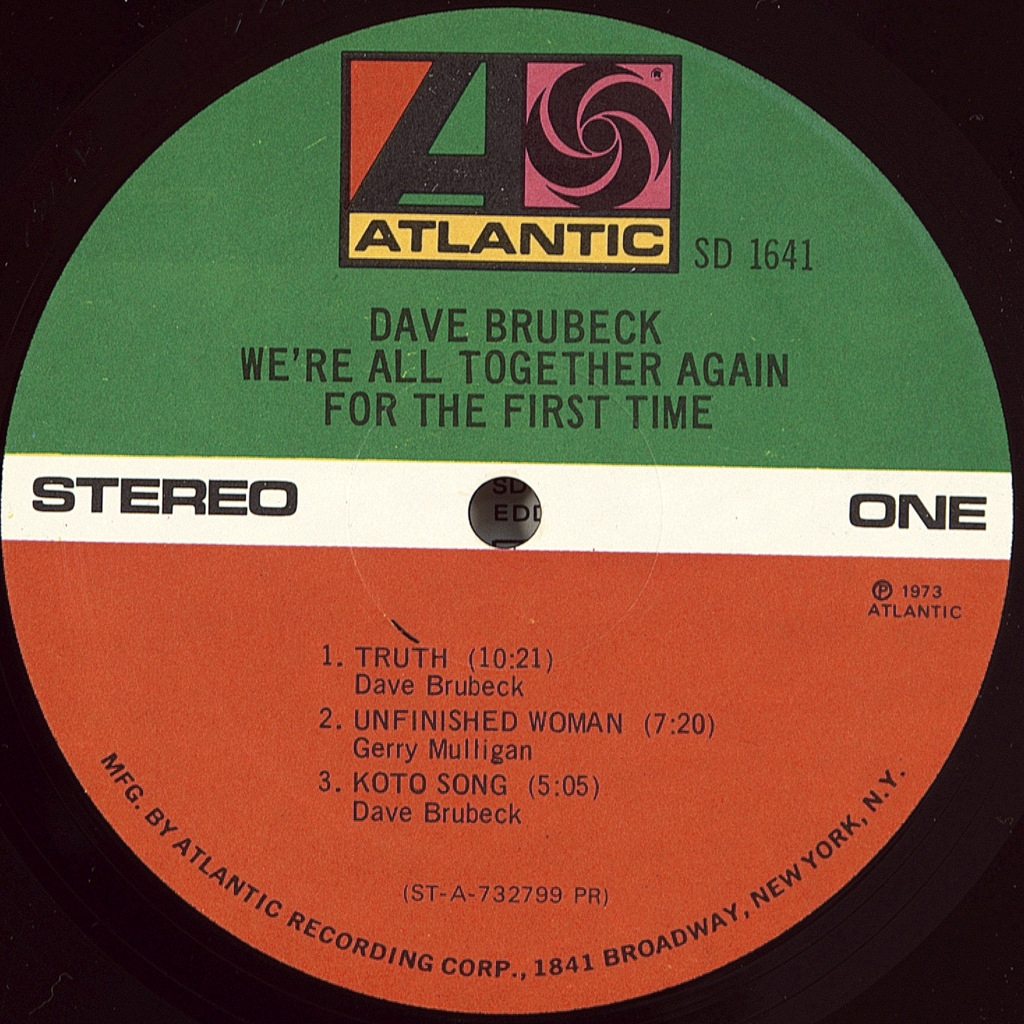 ATLANTIC
®
SD 1641
DAVE BRUBECK
WE'RE ALL TOGETHER AGAIN
FOR THE FIRST TIME
STEREO
ONE
SD
℗ 1973
ATLANTIC
1. TRUTH (10:21)
Dave Brubeck
2. UNFINISHED WOMAN (7:20)
Gerry Mulligan
3. KOTO SONG (5:05)
Dave Brubeck
(ST-A-732799 PR)
MFG. BY ATLANTIC RECORDING CORP., 1841 BROADWAY, NEW YORK, N.Y.